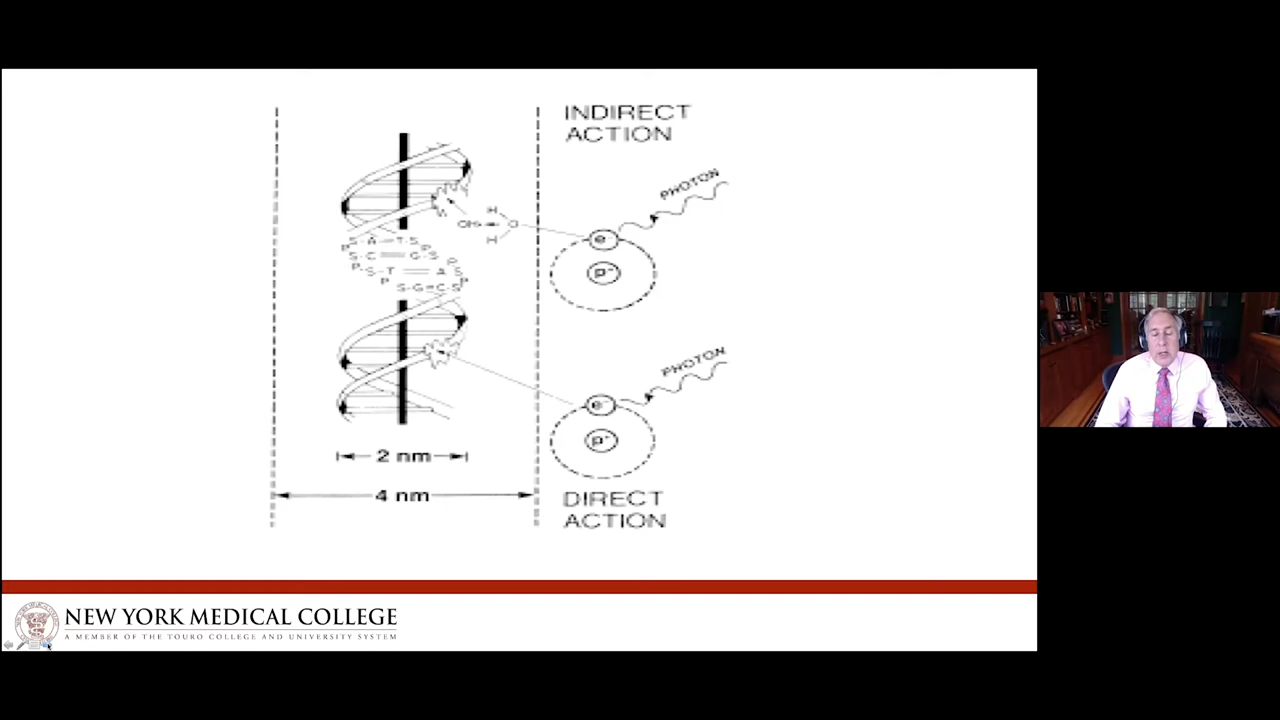 INDIRECT
ACTION
PHOTON
H
OH
O
H
e-
P+
S-A=T-S
P
P
S-C
G-S
P
P
S-T
A
S
P
P
S-G=C-S
PHOTON
e-
P+
2 nm
4 nm
DIRECT
ACTION
NEW YORK MEDICAL COLLEGE
A MEMBER OF THE TOURO COLLEGE AND UNIVERSITY SYSTEM